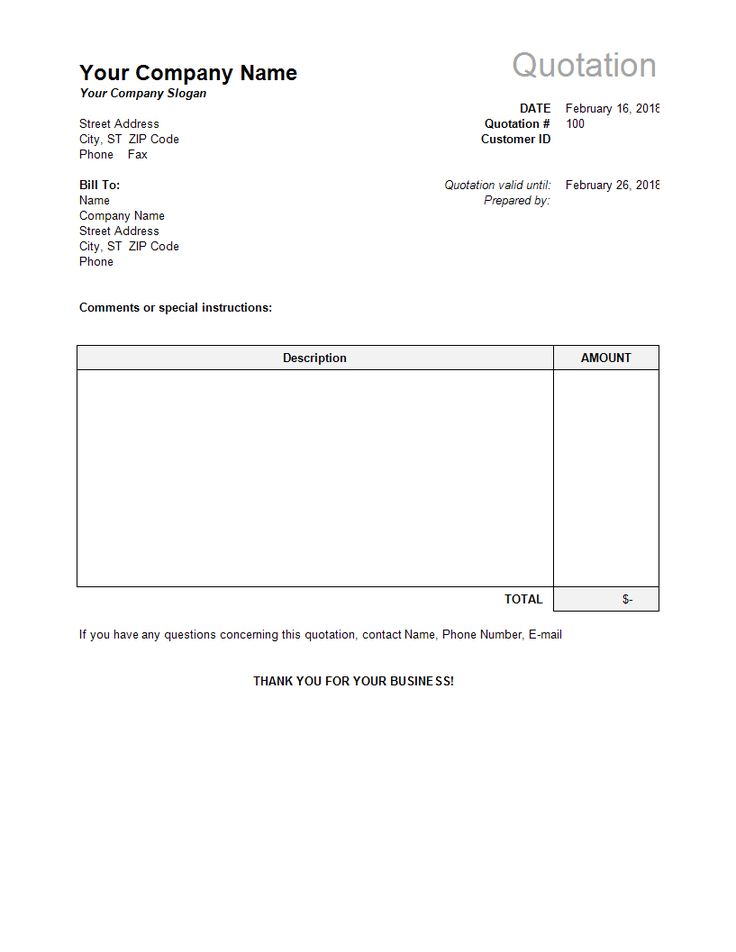 Your Company Name
Quotation
Your Company Slogan
DATE February 16, 2018
Street Address
Quotation # 100
City, ST ZIP Code
Customer ID
Phone Fax
Bill To:
Quotation valid until: February 26, 2018
Name
Prepared by:
Company Name
Street Address
City, ST ZIP Code
Phone
Comments or special instructions:
Description AMOUNT
TOTAL $-
If you have any questions concerning this quotation, contact Name, Phone Number, E-mail
THANK YOU FOR YOUR BUSINESS!